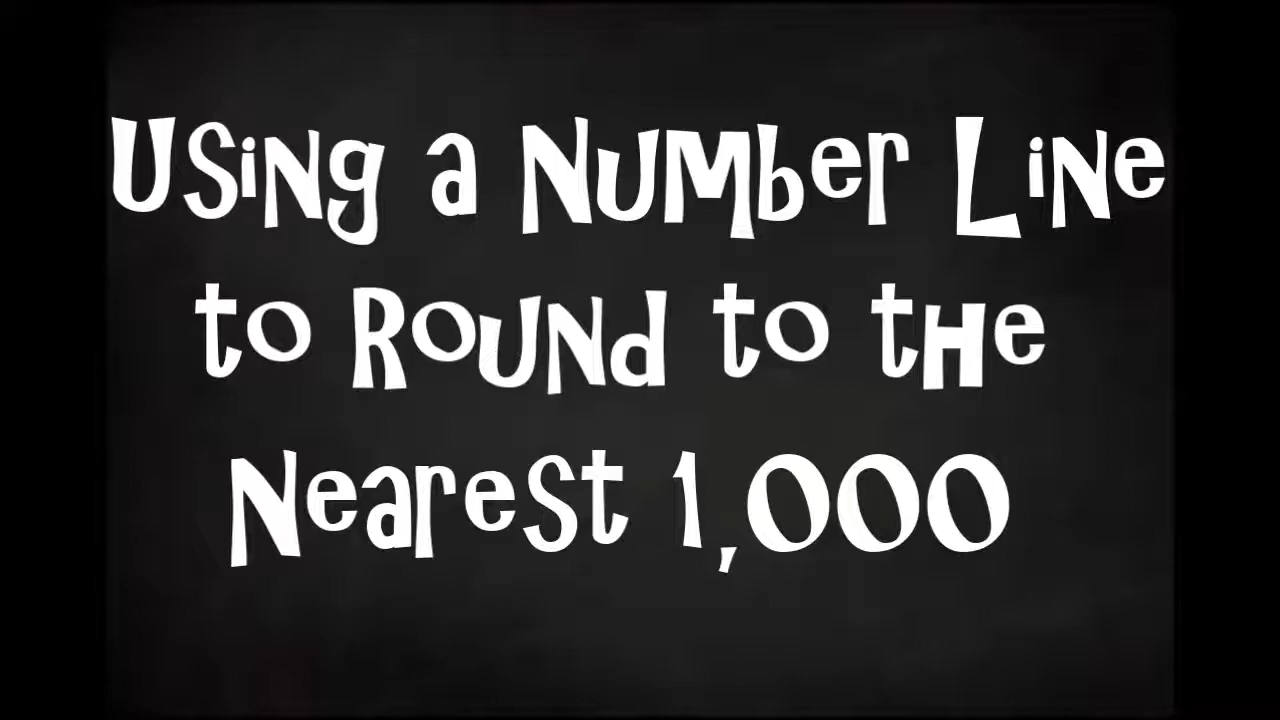 Using a Number Line
to Round to the
Nearest 1,000